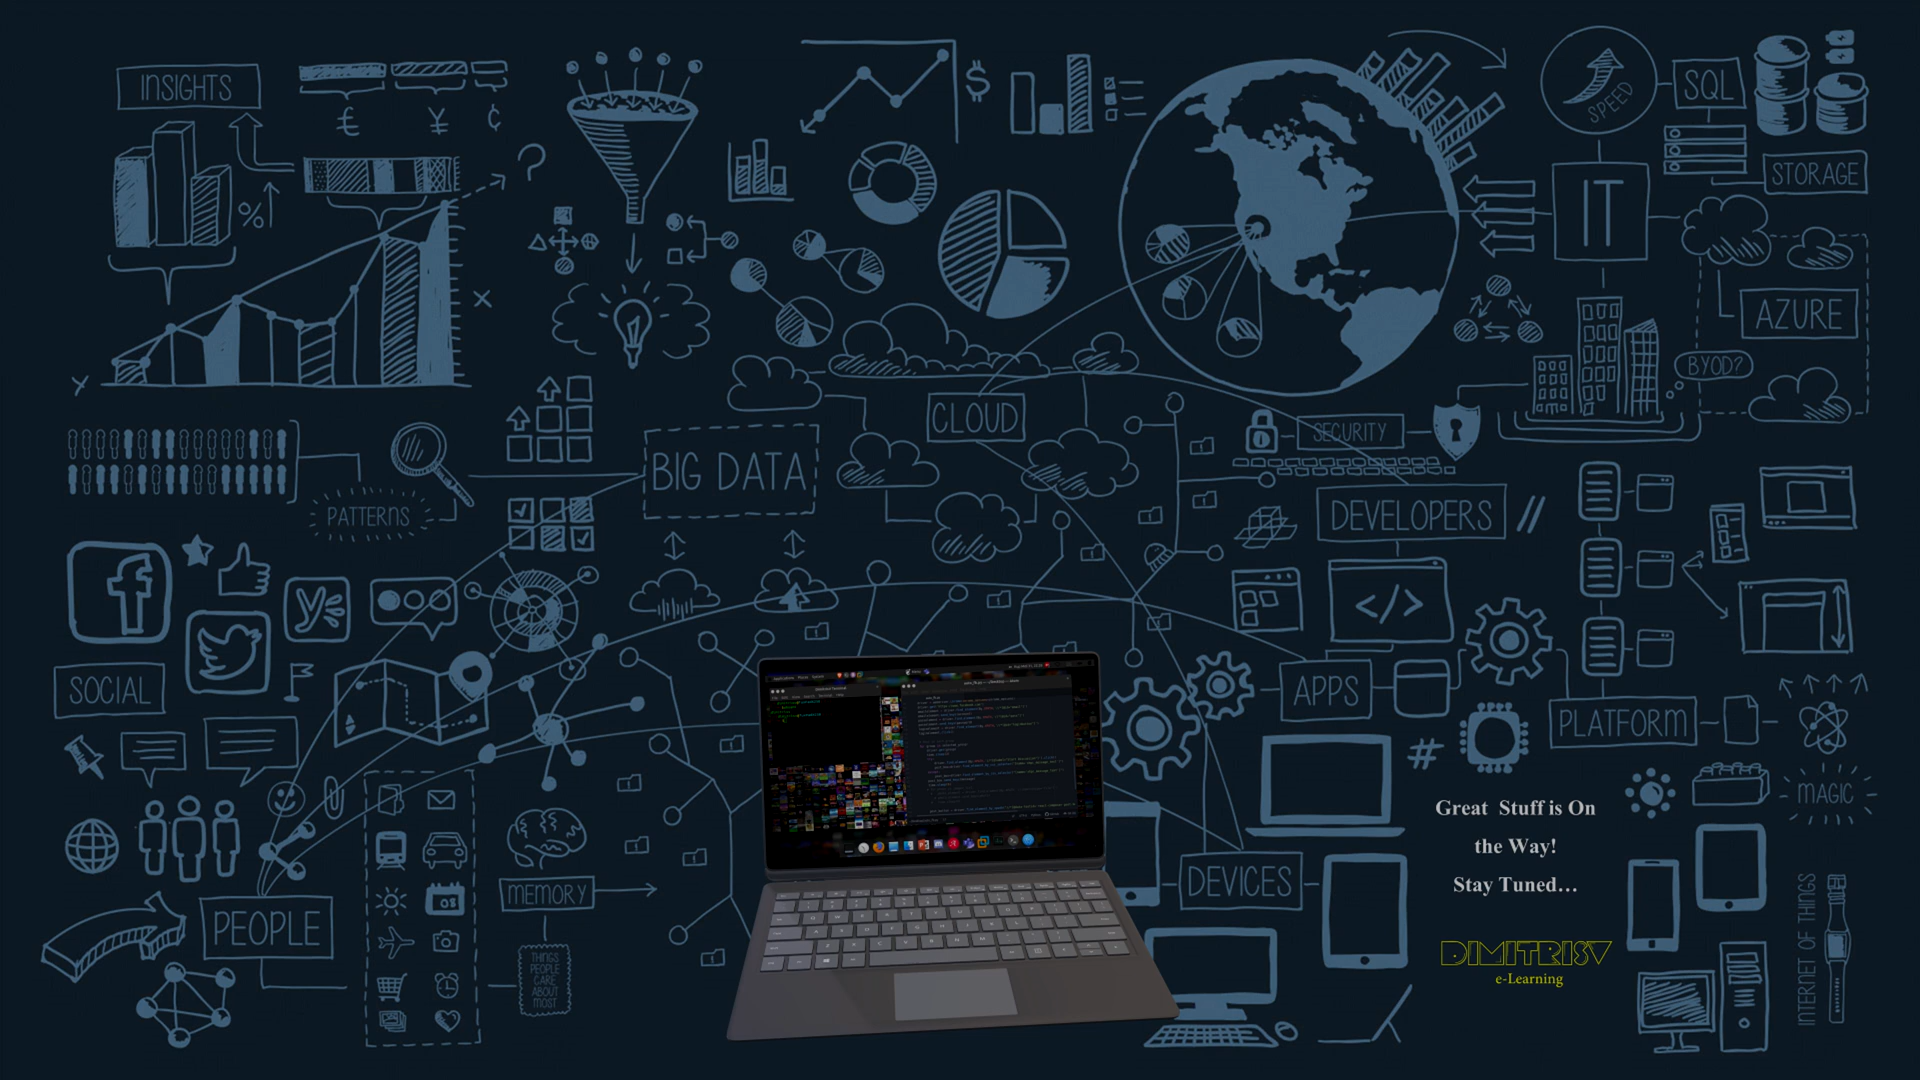 INSIGHTS
€
¥
¢
$
SPEED
SQL
STORAGE
IT
%
?
X
Y
AZURE
BYOD?
CLOUD
SECURITY
BIG DATA
PATTERNS
DEVELOPERS //
</>
f
y
SOCIAL
APPS
PLATFORM
#
MAGIC
Great Stuff is On
the Way!
Stay Tuned...
DIMITRISV
e-Learning
DEVICES
INTERNET OF THINGS
MEMORY
PEOPLE
THINGS
PEOPLE
CARE
ABOUT
MOST